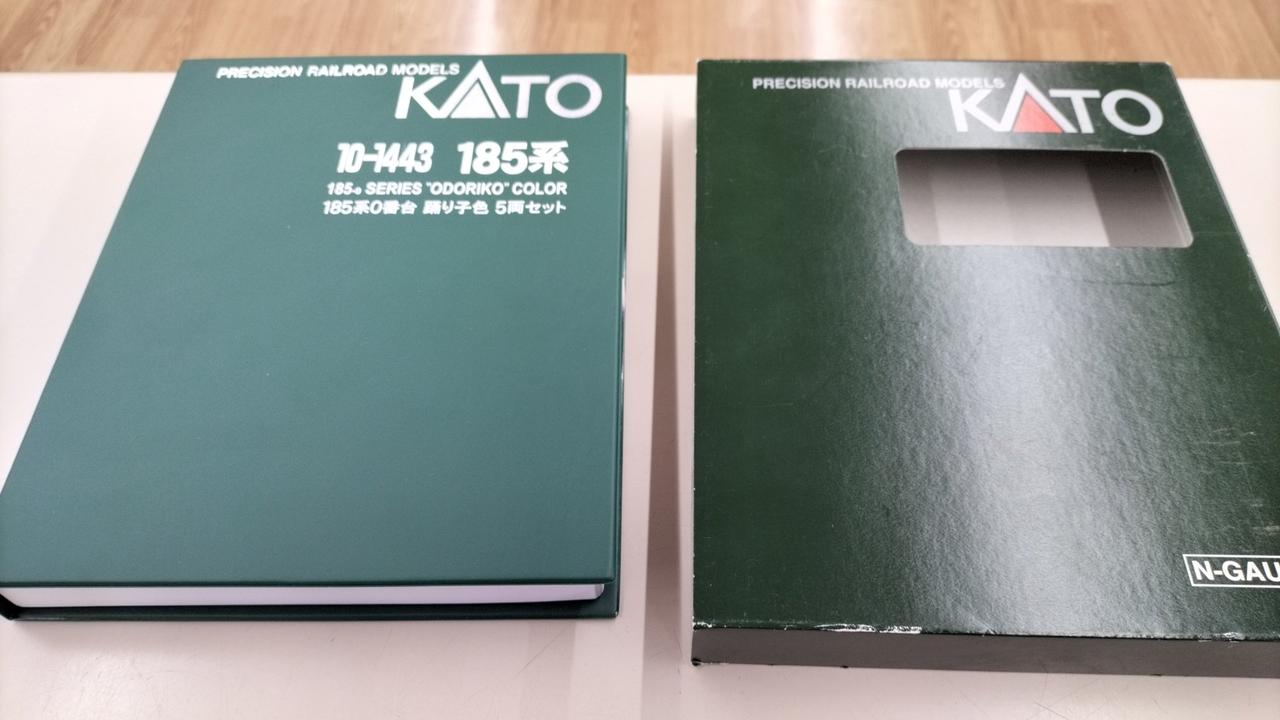 PRECISION RAILROAD MODELS
KATO
10-1443 185系
185-0 SERIES "ODORIKO" COLOR
185系0番台 踊り子色 5両セット
PRECISION RAILROAD MODELS
KATO
N-GAU